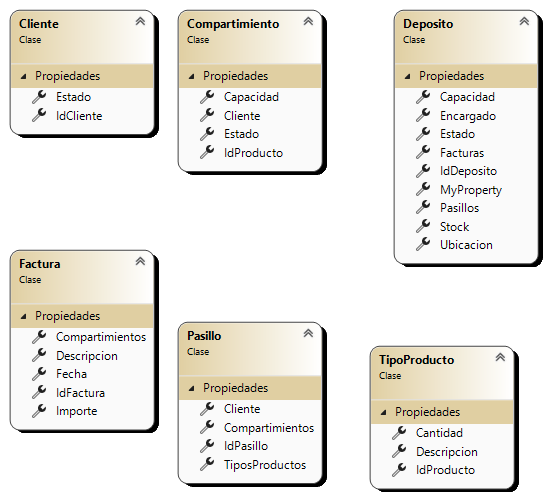 Cliente
Clase
Propiedades
Estado
IdCliente
Compartimiento
Clase
Propiedades
Capacidad
Cliente
Estado
IdProducto
Deposito
Clase
Propiedades
Capacidad
Encargado
Estado
Facturas
IdDeposito
MyProperty
Pasillos
Stock
Ubicacion
Factura
Clase
Propiedades
Compartimientos
Descripcion
Fecha
IdFactura
Importe
Pasillo
Clase
Propiedades
Cliente
Compartimientos
IdPasillo
TiposProductos
TipoProducto
Clase
Propiedades
Cantidad
Descripcion
IdProducto